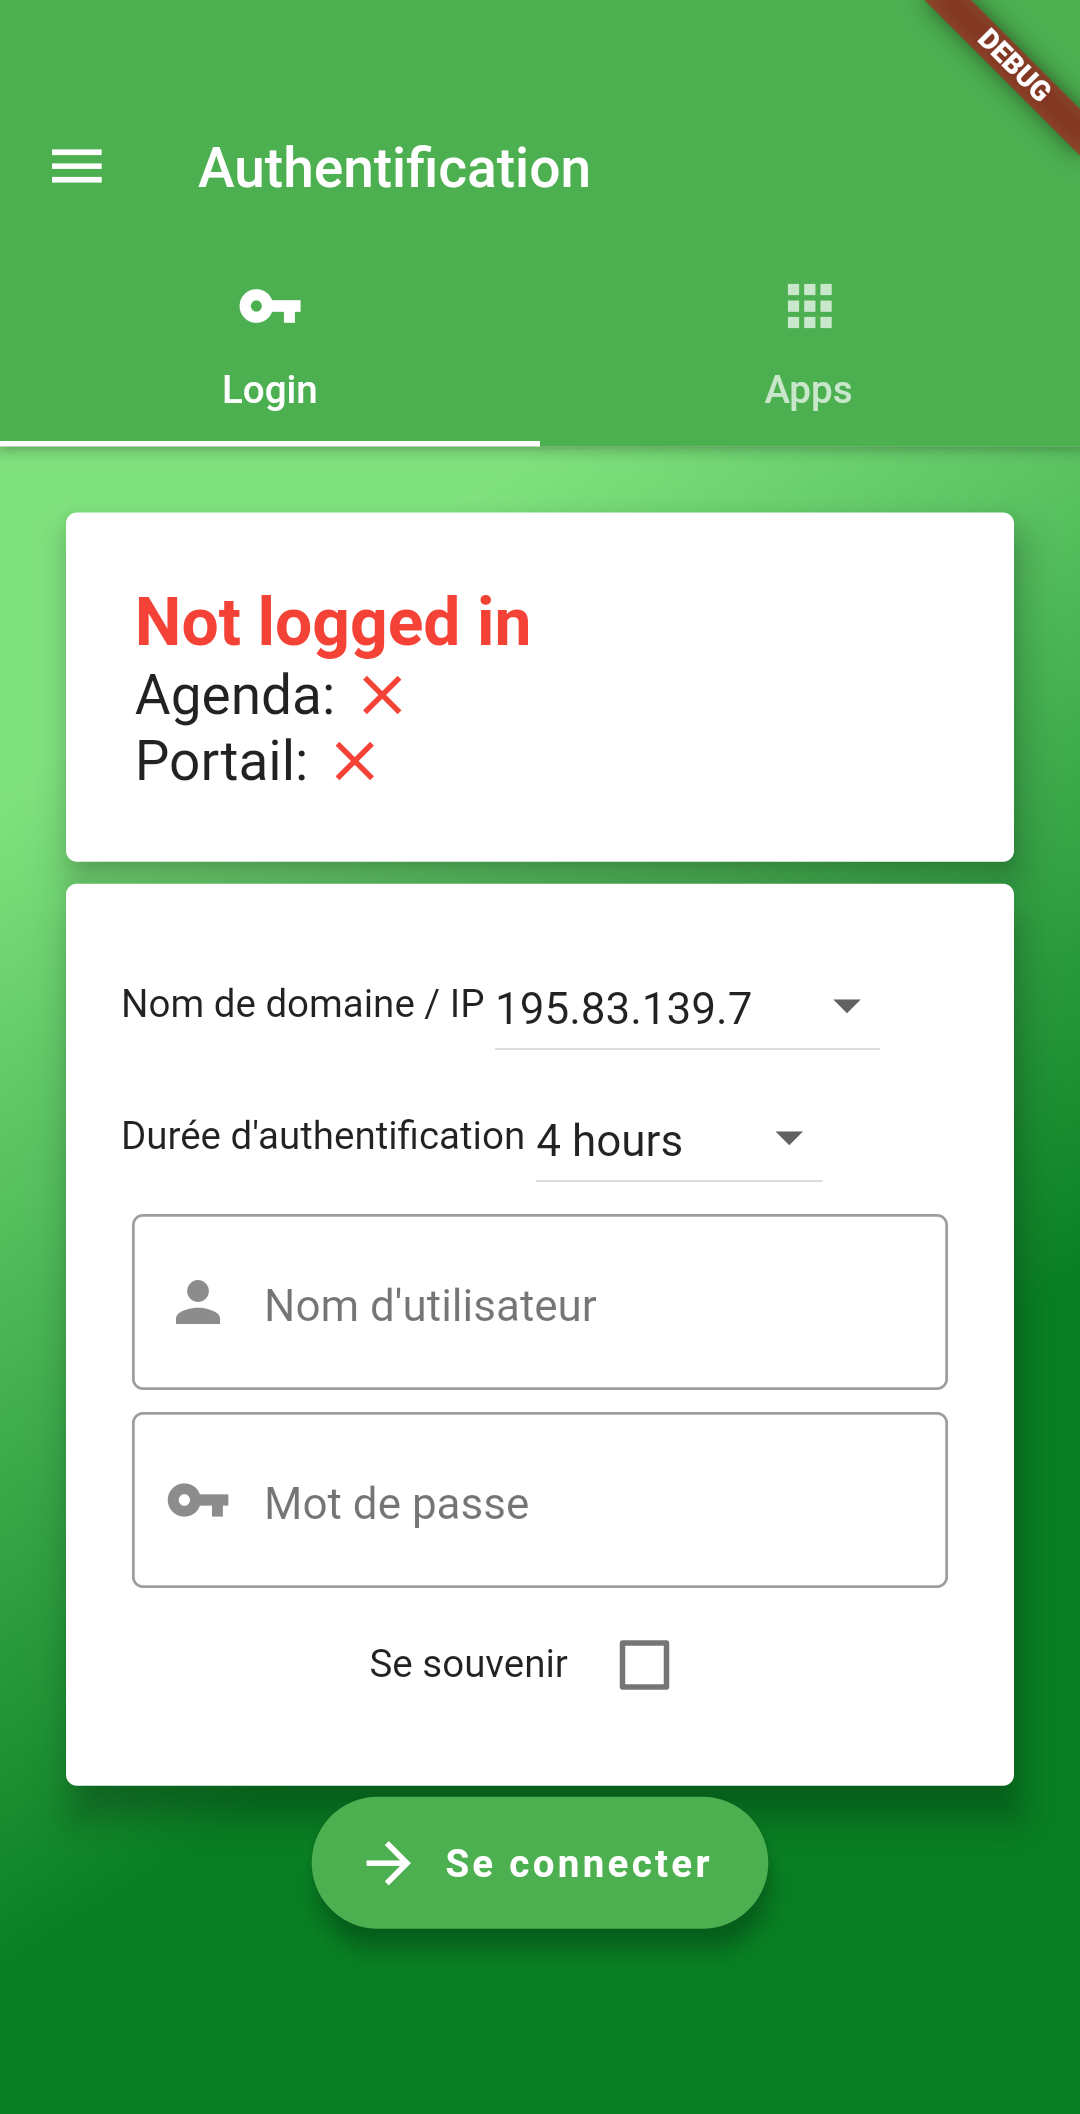 DEBUG
Authentification
Login
Apps
Not logged in
Agenda:
Portail:
Nom de domaine / IP 195.83.139.7
Durée d'authentification 4 hours
Nom d'utilisateur
Mot de passe
Se souvenir
Se connecter